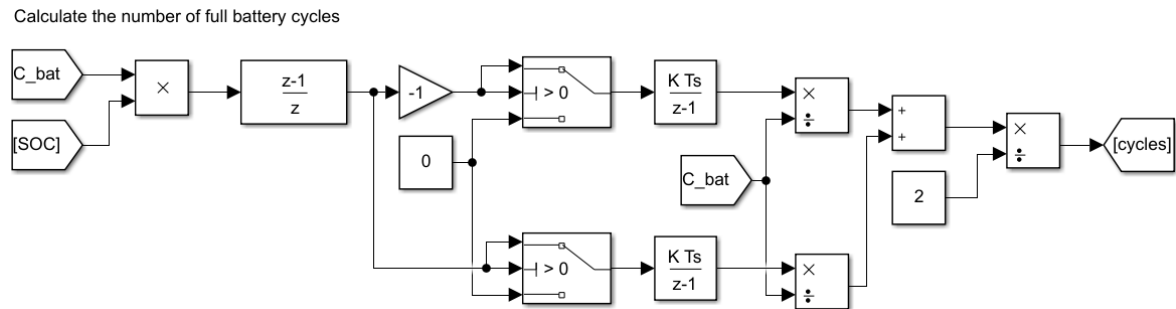 Calculate the number of full battery cycles
C_bat
[SOC]
×
z-1
z
-1
> 0
0
K Ts
z-1
C_bat
×
÷
+
+
2
×
÷
[cycles]
> 0
K Ts
z-1
×
÷